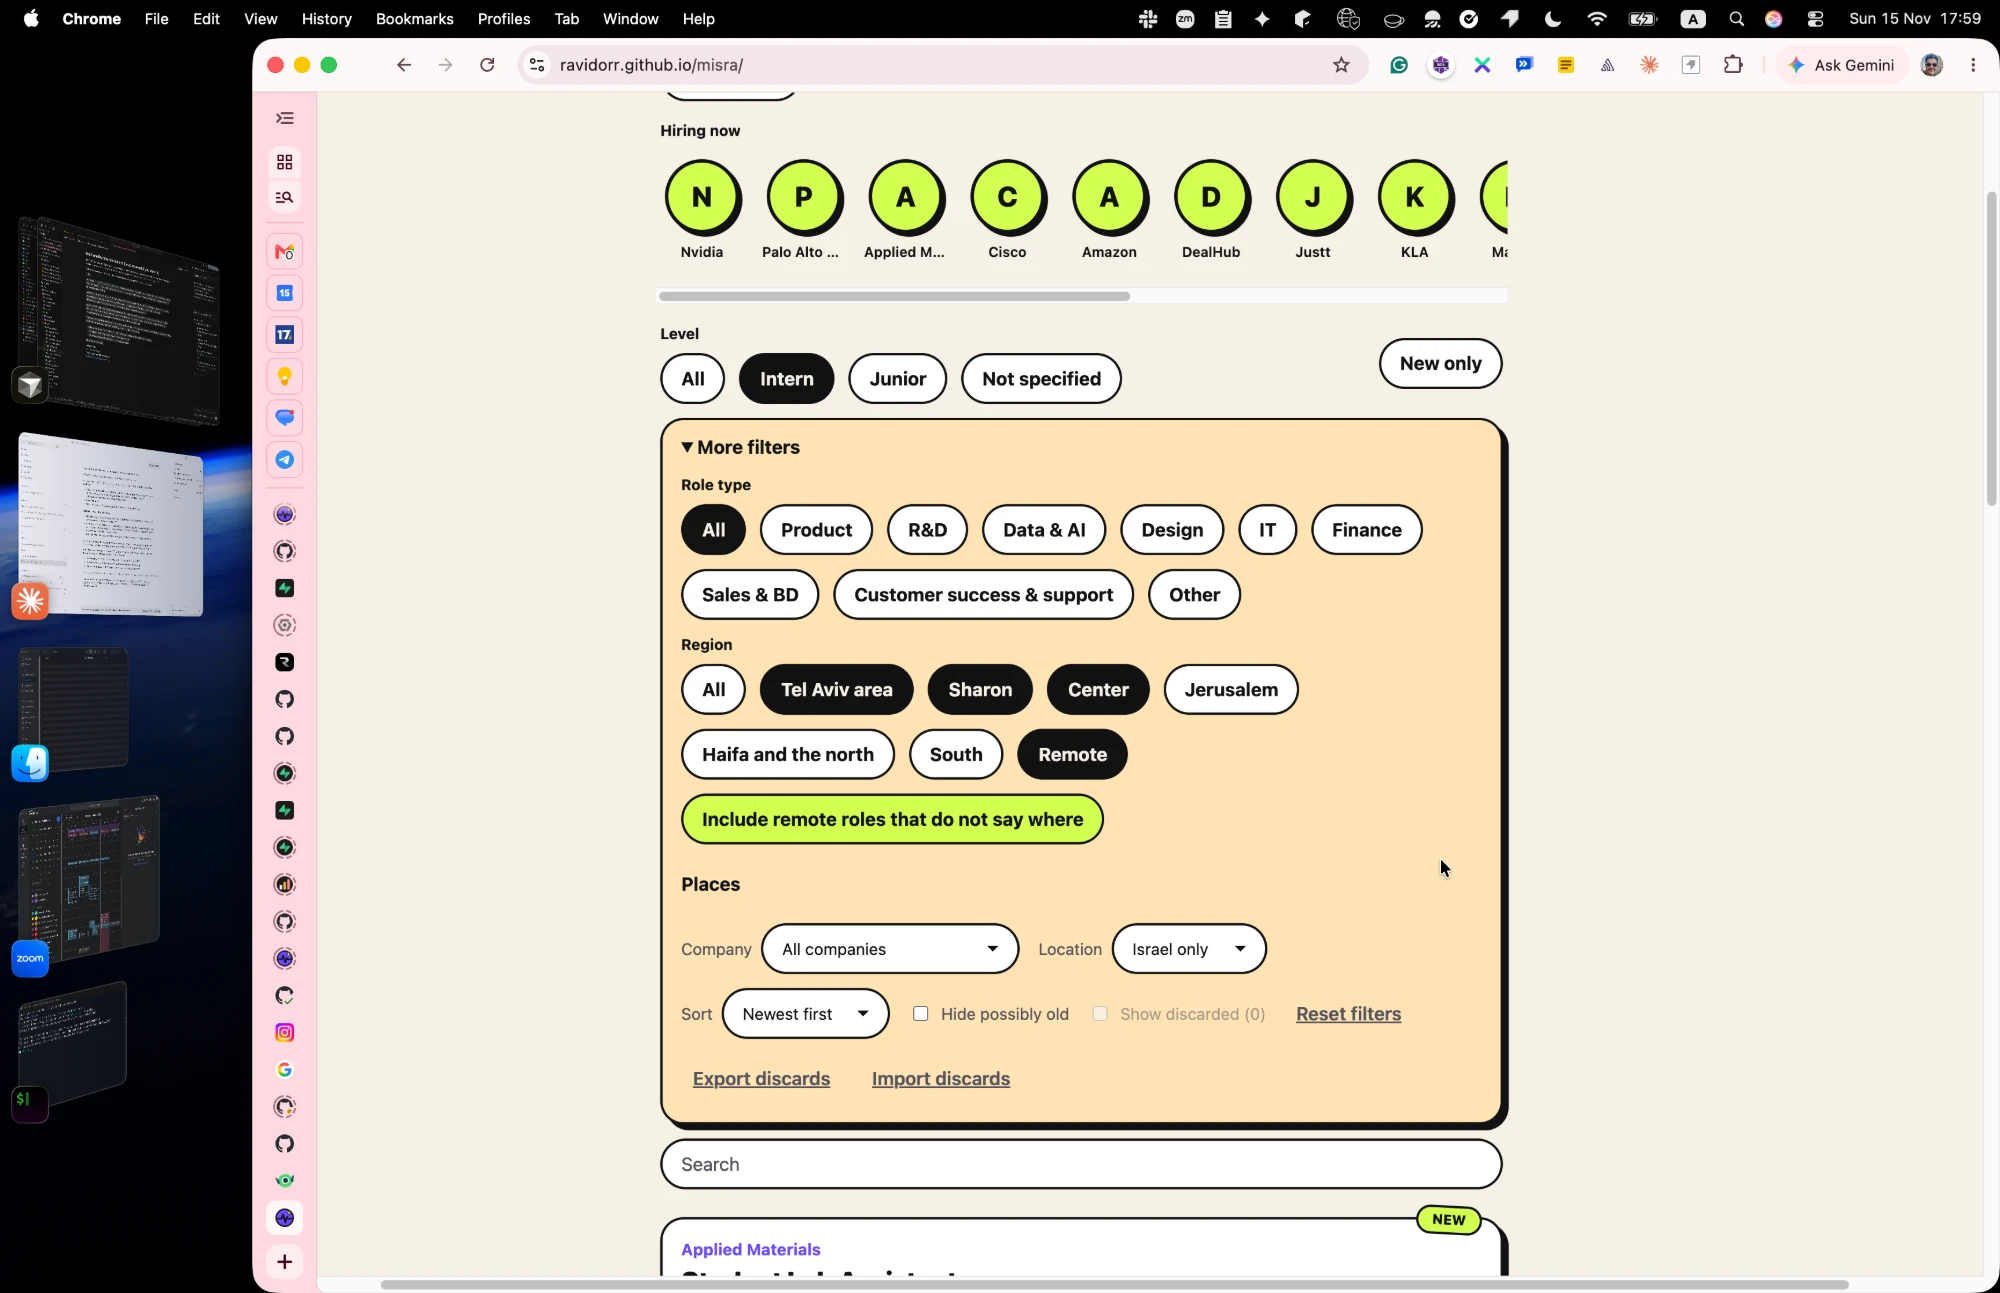 Chrome File Edit View History Bookmarks Profiles Tab Window Help
zm
A
Sun 15 Nov 17:59
ravidorr.github.io/misra/
Ask Gemini
Hiring now
N P A C A D J K
Nvidia Palo Alto ... Applied M... Cisco Amazon DealHub Justt KLA
Level
All Intern Junior Not specified
New only
▼ More filters
Role type
All Product R&D Data & AI Design IT Finance
Sales & BD Customer success & support Other
Region
All Tel Aviv area Sharon Center Jerusalem
Haifa and the north South Remote
Include remote roles that do not say where
Places
Company All companies Location Israel only
Sort Newest first Hide possibly old Show discarded (0) Reset filters
Export discards Import discards
Search
NEW
Applied Materials
15
17
zoom
$